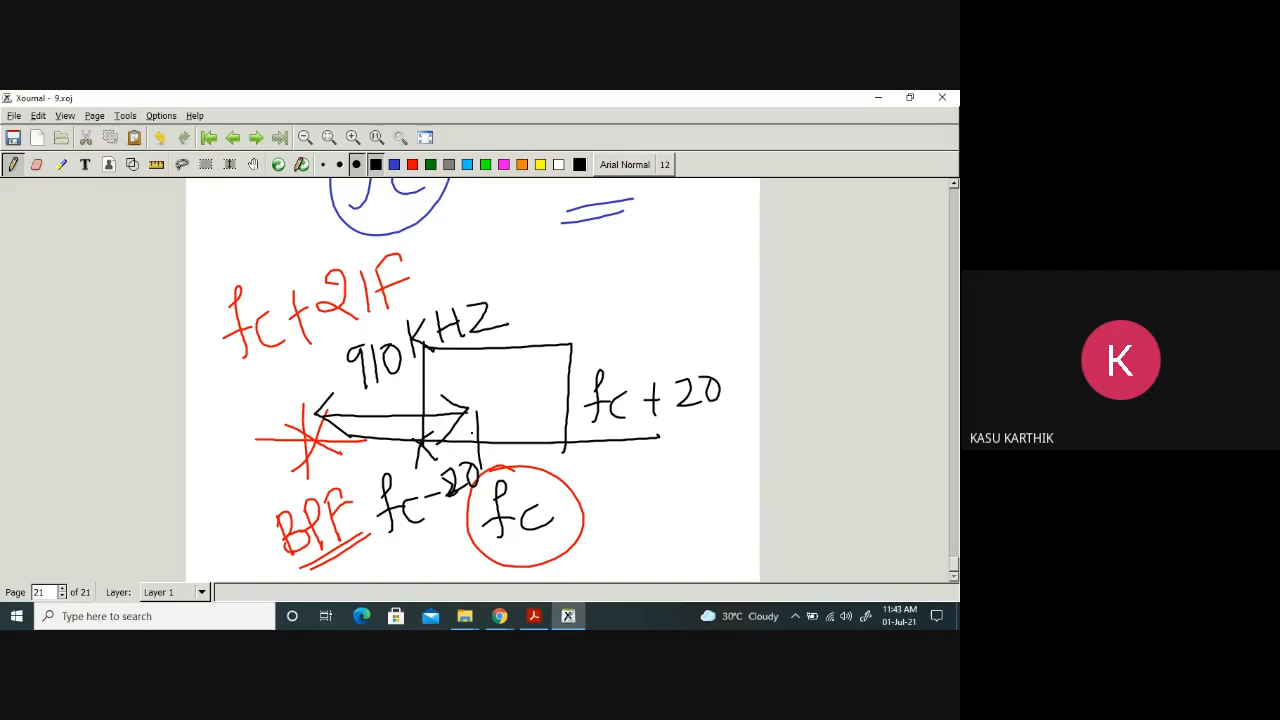 Xournal - 9.xoj
File Edit View Page Tools Options Help
Arial Normal 12
fc+2IF
910 KHZ
fc + 20
fc-20
fc
BPF
K
KASU KARTHIK
Page 21 of 21 Layer: Layer 1
Type here to search
30°C Cloudy
11:43 AM
01-Jul-21